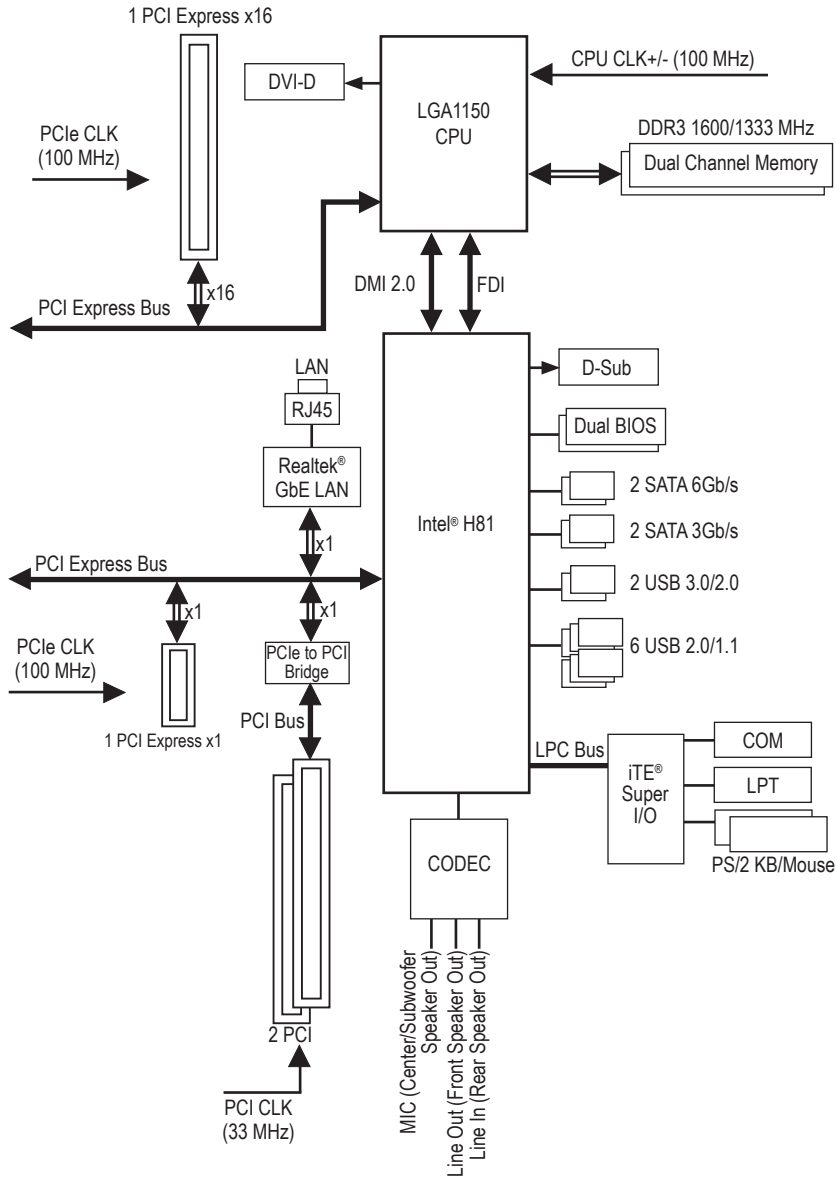 1 PCI Express x16
DVI-D
LGA1150
CPU
CPU CLK+/- (100 MHz)
PCIe CLK
(100 MHz)
DDR3 1600/1333 MHz
Dual Channel Memory
x16
PCI Express Bus
DMI 2.0
FDI
LAN
RJ45
Realtek®
GbE LAN
x1
Intel® H81
D-Sub
Dual BIOS
2 SATA 6Gb/s
2 SATA 3Gb/s
2 USB 3.0/2.0
6 USB 2.0/1.1
PCI Express Bus
x1
x1
PCIe CLK
(100 MHz)
1 PCI Express x1
PCIe to PCI
Bridge
PCI Bus
LPC Bus
iTE®
Super
I/O
COM
LPT
PS/2 KB/Mouse
CODEC
MIC (Center/Subwoofer
Speaker Out)
Line Out (Front Speaker Out)
Line In (Rear Speaker Out)
2 PCI
PCI CLK
(33 MHz)